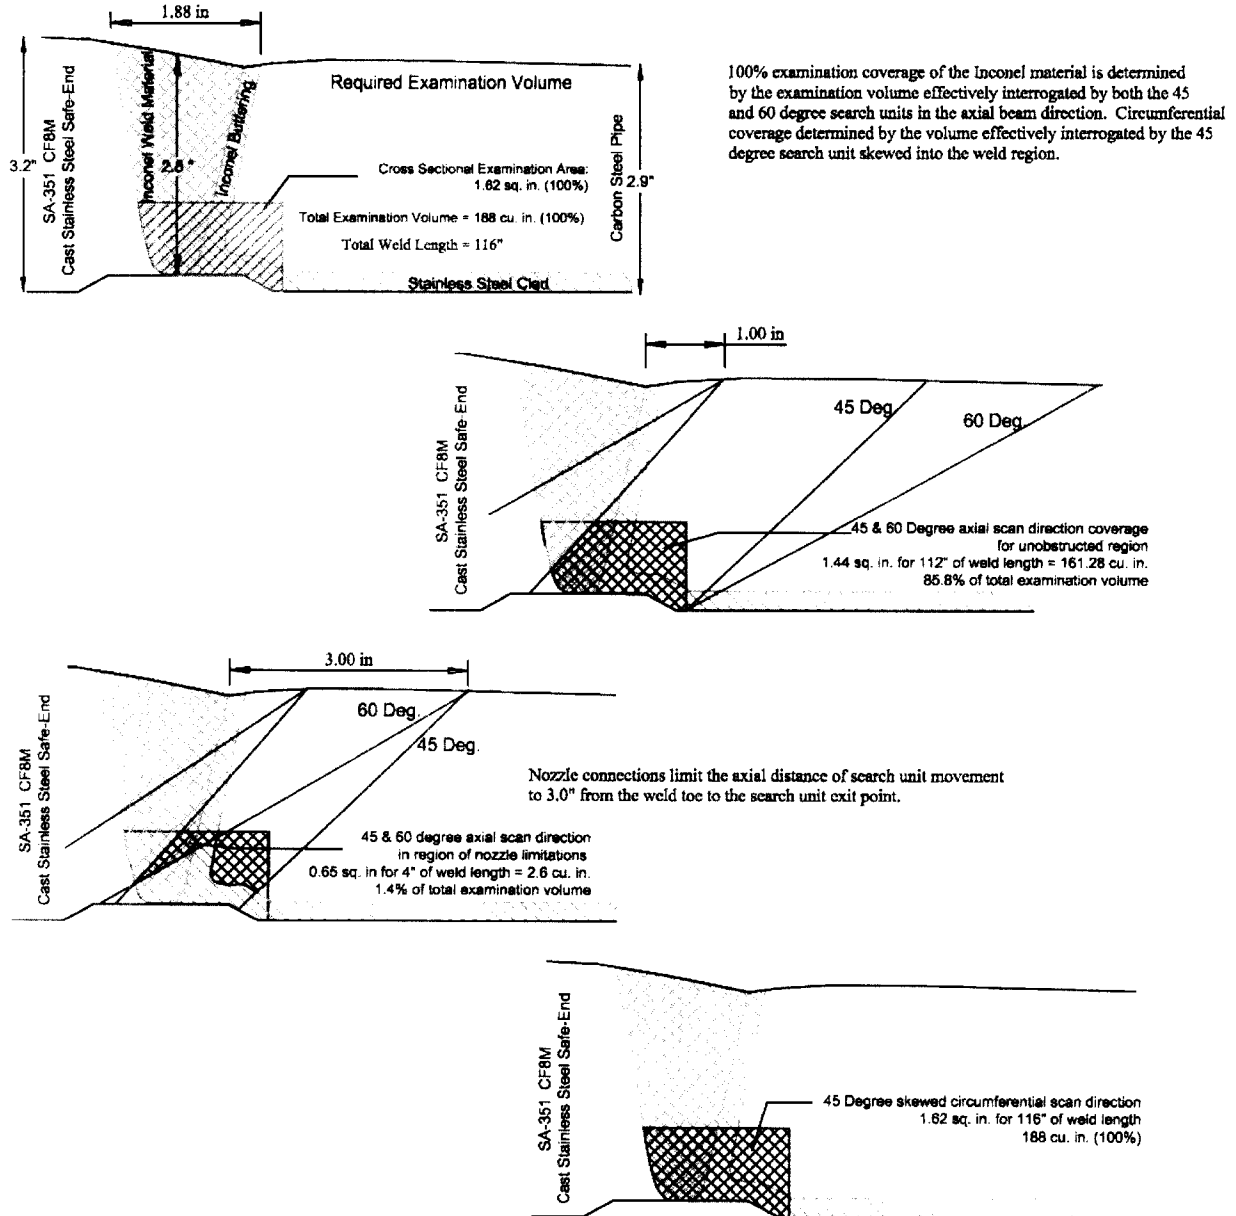 1.88 in
3.2"
SA-351 CF8M
Cast Stainless Steel Safe-End
Inconel Weld Material
Inconel Buttering
Required Examination Volume
Cross Sectional Examination Area:
1.62 sq. in. (100%)
Total Examination Volume = 188 cu. in. (100%)
Total Weld Length = 116"
Stainless Steel Clad
Carbon Steel Pipe
2.9"
100% examination coverage of the Inconel material is determined
by the examination volume effectively interrogated by both the 45
and 60 degree search units in the axial beam direction. Circumferential
coverage determined by the volume effectively interrogated by the 45
degree search unit skewed into the weld region.
1.00 in
SA-351 CF8M
Cast Stainless Steel Safe-End
45 Deg.
60 Deg.
45 & 60 Degree axial scan direction coverage
for unobstructed region
1.44 sq. in. for 112" of weld length = 161.28 cu. in.
85.8% of total examination volume
3.00 in
SA-351 CF8M
Cast Stainless Steel Safe-End
60 Deg.
45 Deg.
Nozzle connections limit the axial distance of search unit movement
to 3.0" from the weld toe to the search unit exit point.
45 & 60 degree axial scan direction
in region of nozzle limitations
0.65 sq. in for 4" of weld length = 2.6 cu. in.
1.4% of total examination volume
SA-351 CF8M
Cast Stainless Steel Safe-End
45 Degree skewed circumferential scan direction
1.62 sq. in. for 116" of weld length
188 cu. in. (100%)